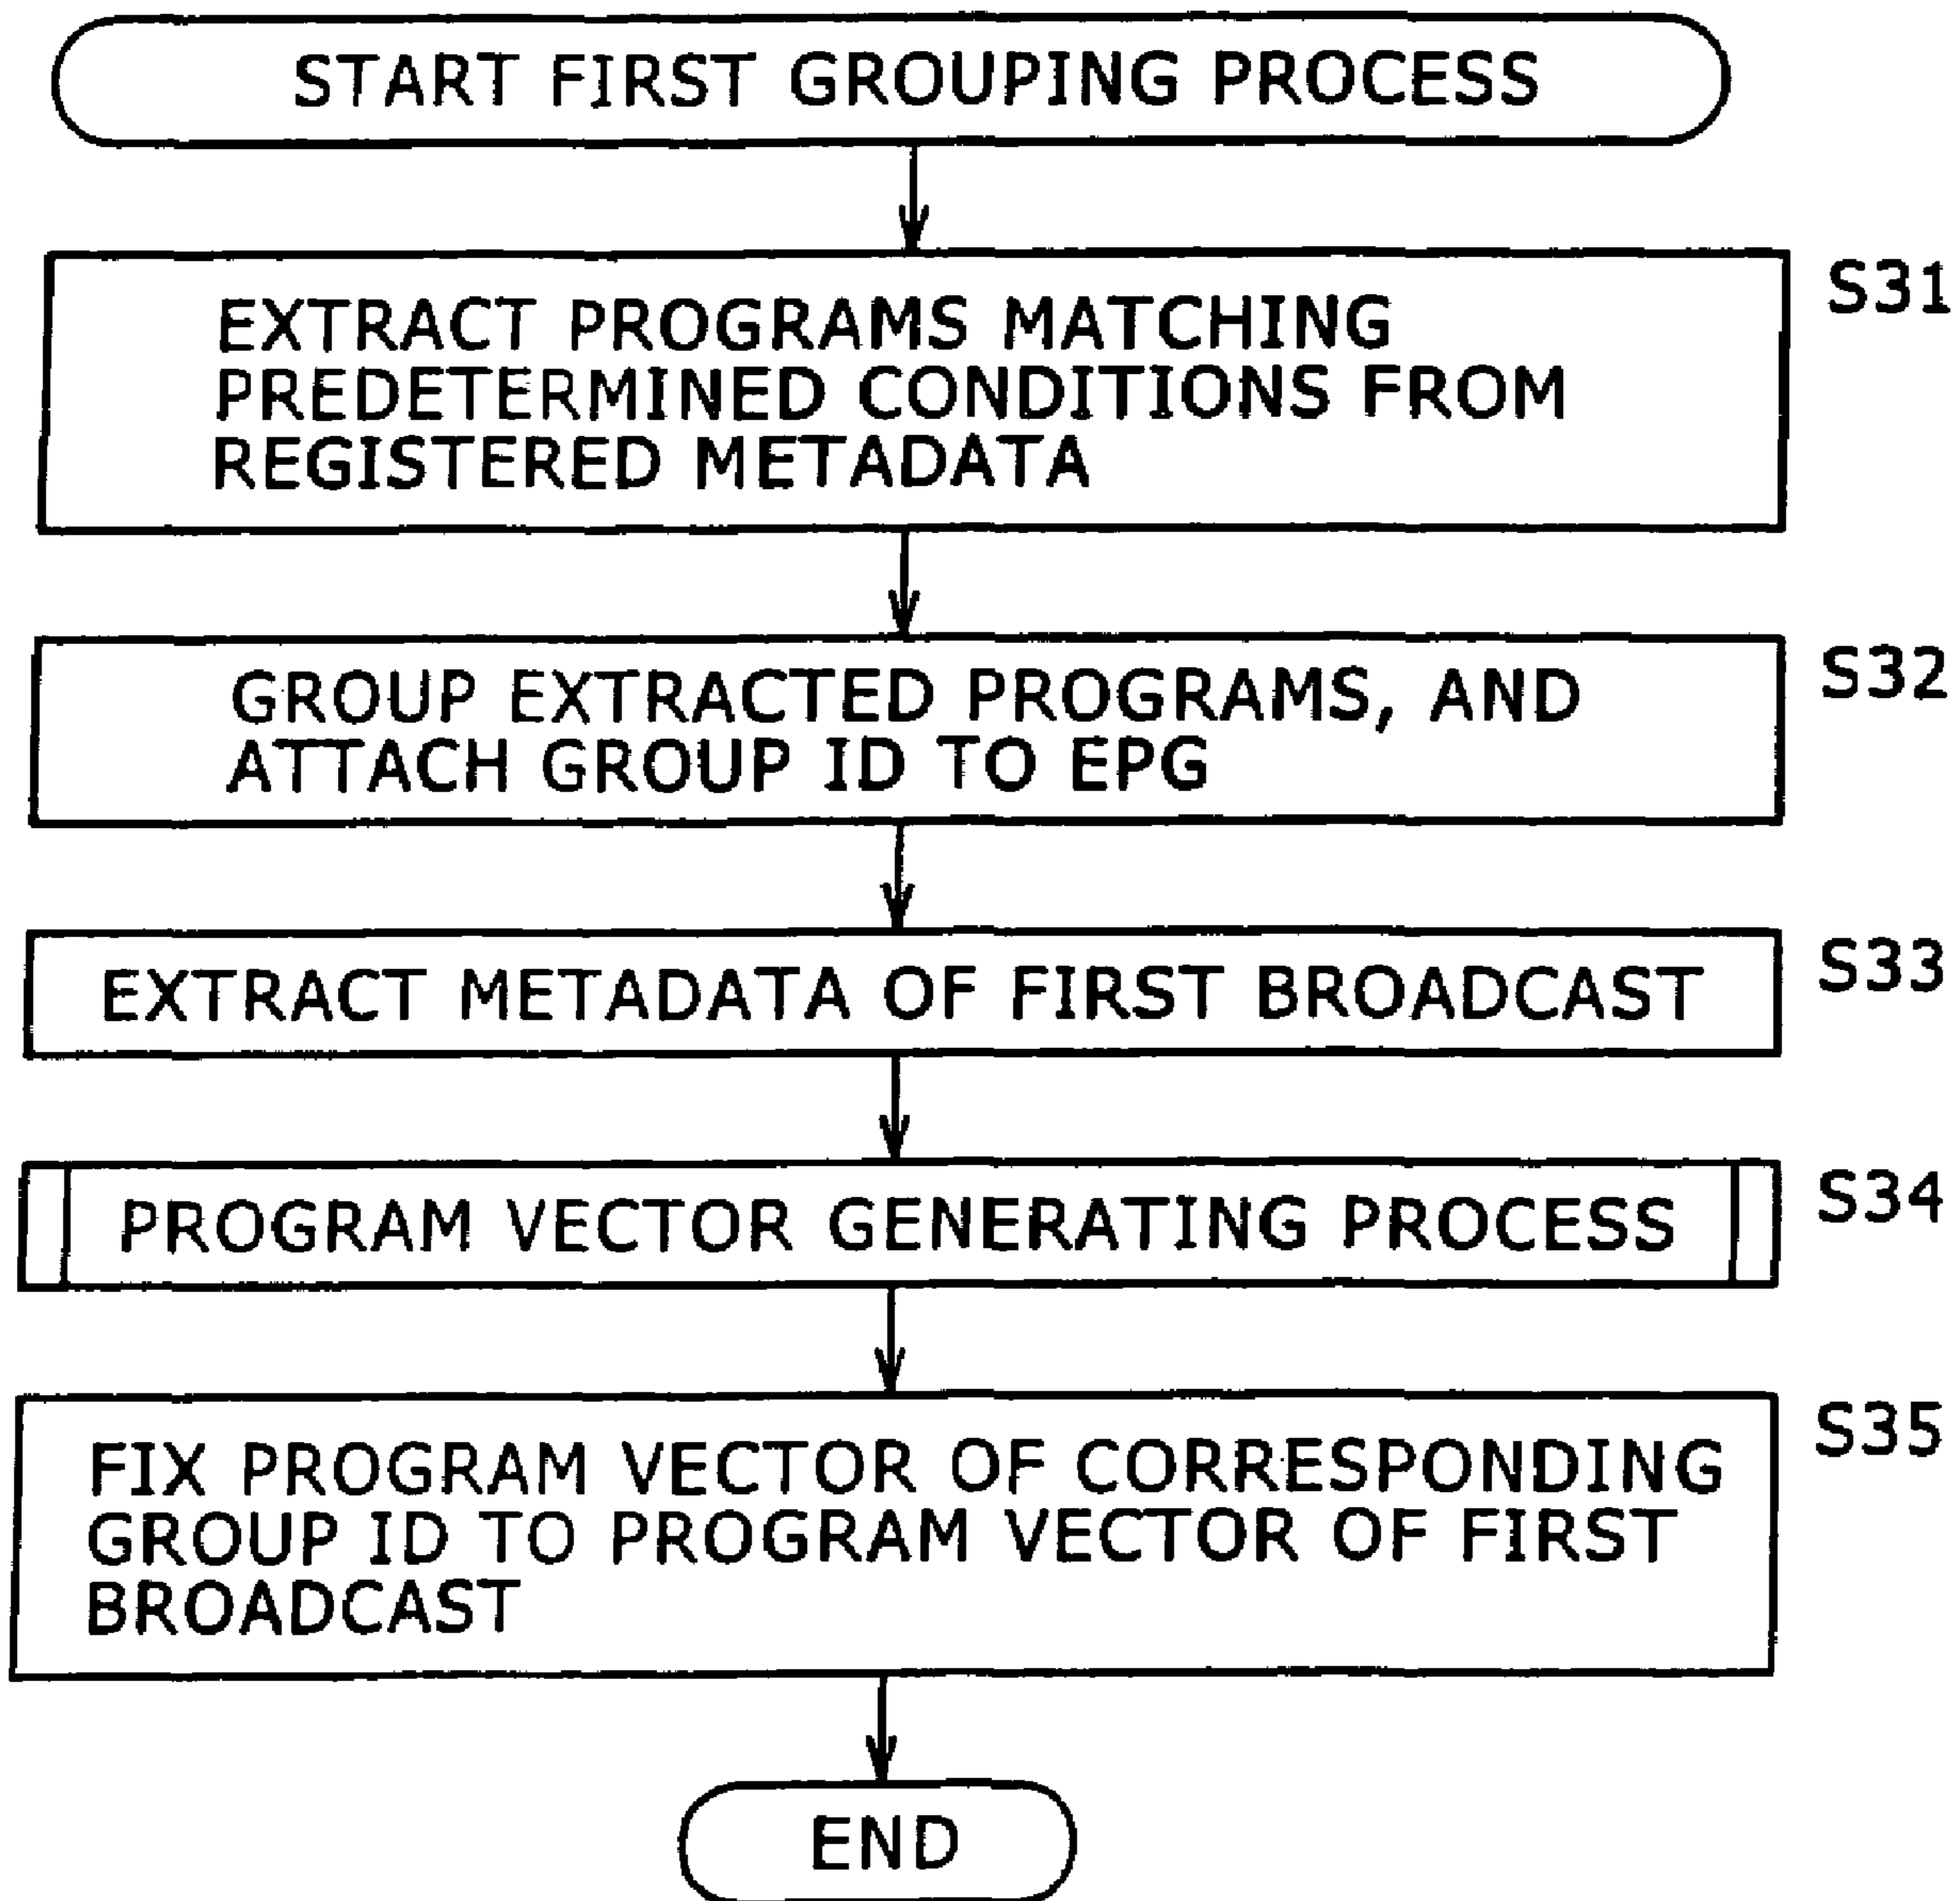 START FIRST GROUPING PROCESS
S31
EXTRACT PROGRAMS MATCHING
PREDETERMINED CONDITIONS FROM
REGISTERED METADATA
S32
GROUP EXTRACTED PROGRAMS, AND
ATTACH GROUP ID TO EPG
S33
EXTRACT METADATA OF FIRST BROADCAST
S34
PROGRAM VECTOR GENERATING PROCESS
S35
FIX PROGRAM VECTOR OF CORRESPONDING
GROUP ID TO PROGRAM VECTOR OF FIRST
BROADCAST
END